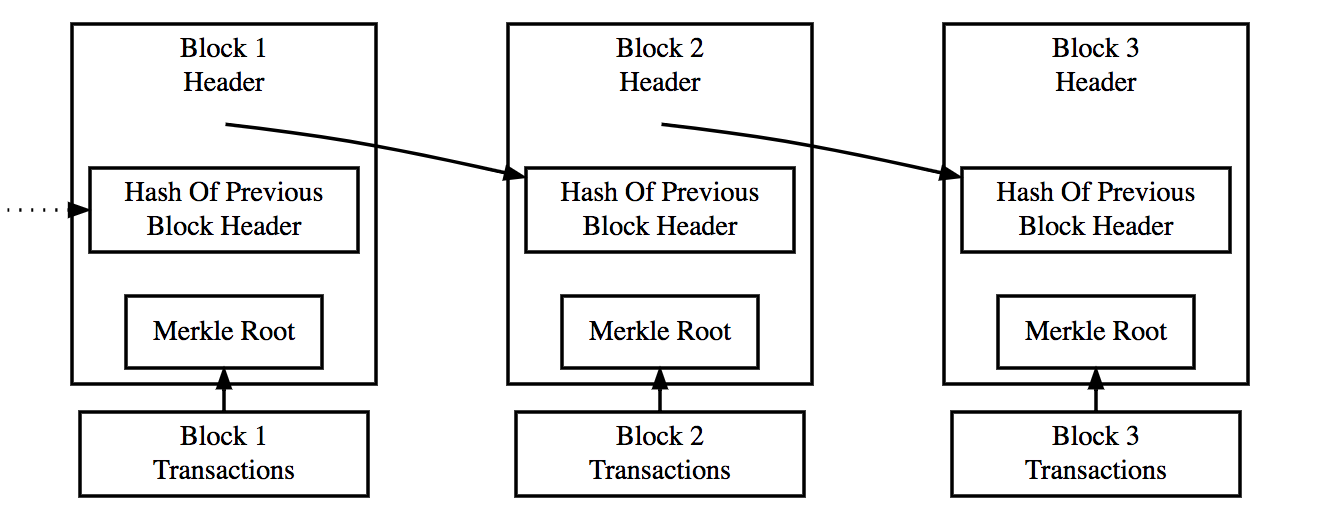 Block 1
Header
Hash Of Previous
Block Header
Merkle Root
Block 1
Transactions
Block 2
Header
Hash Of Previous
Block Header
Merkle Root
Block 2
Transactions
Block 3
Header
Hash Of Previous
Block Header
Merkle Root
Block 3
Transactions